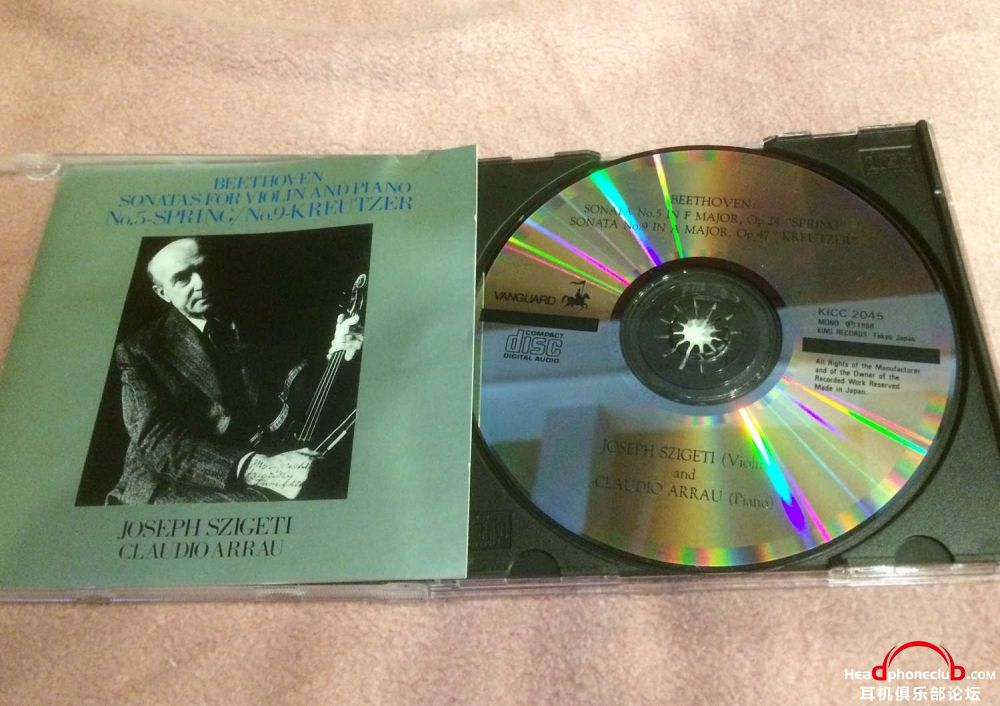 BEETHOVEN
SONATAS FOR VIOLIN AND PIANO
No.5-SPRING/No.9-KREUTZER
JOSEPH SZIGETI
CLAUDIO ARRAU
BEETHOVEN:
SONATA No.5 IN F MAJOR, Op.24 "SPRING"
SONATA No.9 IN A MAJOR, Op.47 "KREUTZER"
VANGUARD
COMPACT
disc
DIGITAL AUDIO
KICC 2045
MONO Ⓟ1988
KING RECORDS. Tokyo Japan
All Rights of the Manufacturer
and of the Owner of the
Recorded Work Reserved
Made in Japan.
JOSEPH SZIGETI (Violin)
and
CLAUDIO ARRAU (Piano)
Headphoneclub.com
耳机俱乐部论坛